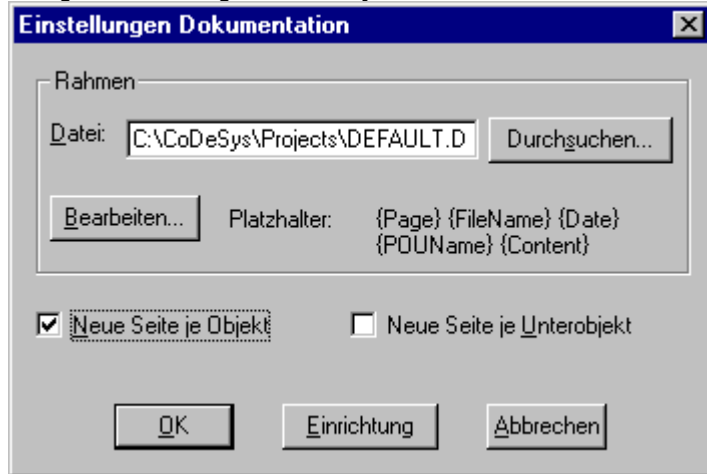 Einstellungen Dokumentation
Rahmen
Datei: C:\CoDeSys\Projects\DEFAULT.D Durchsuchen...
Bearbeiten... Platzhalter: {Page} {FileName} {Date}
{POUName} {Content}
Neue Seite je Objekt Neue Seite je Unterobjekt
OK Einrichtung Abbrechen